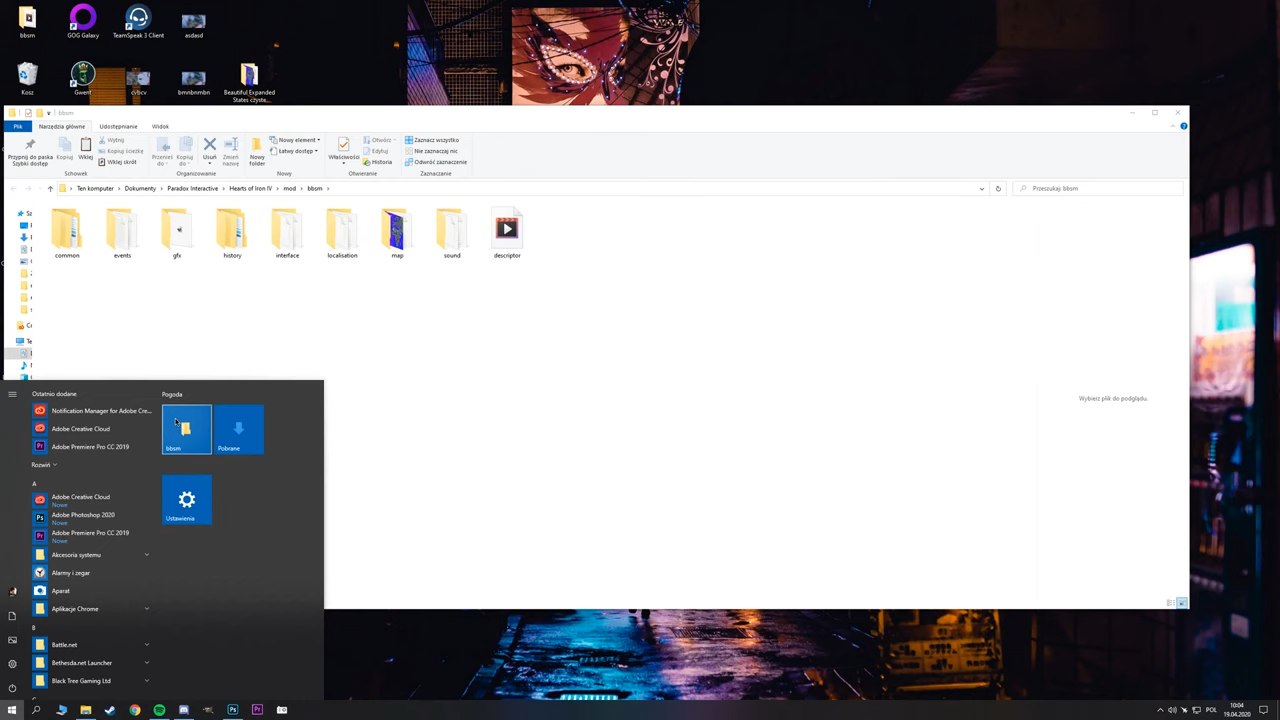 bbsm
GOG Galaxy
TeamSpeak 3 Client
asdasd
Kosz
Gwent
cvbcv
bmnbnmbn
Beautiful Expanded
States czyste...
bbsm
Plik
Narzędzia główne
Udostępnianie
Widok
Przypnij do paska
Szybki dostęp
Kopiuj
Wklej
Wytnij
Kopiuj ścieżkę
Wklej skrót
Schowek
Przenieś
do
Kopiuj
do
Usuń
Zmień
nazwę
Organizowanie
Nowy
folder
Nowy element
Łatwy dostęp
Nowy
Właściwości
Otwórz
Edytuj
Historia
Otwieranie
Zaznacz wszystko
Nie zaznaczaj nic
Odwróć zaznaczenie
Zaznaczanie
Ten komputer
Dokumenty
Paradox Interactive
Hearts of Iron IV
mod
bbsm
Przeszukaj: bbsm
common
events
gfx
history
interface
localisation
map
sound
descriptor
Wybierz plik do podglądu.
Ostatnio dodane
Notification Manager for Adobe Cre...
Adobe Creative Cloud
Adobe Premiere Pro CC 2019
Rozwiń
A
Adobe Creative Cloud
Nowe
Adobe Photoshop 2020
Nowe
Adobe Premiere Pro CC 2019
Nowe
Akcesoria systemu
Alarmy i zegar
Aparat
Aplikacje Chrome
B
Battle.net
Bethesda.net Launcher
Black Tree Gaming Ltd
Pogoda
bbsm
Pobrane
Ustawienia
POL
10:04
19.04.2020